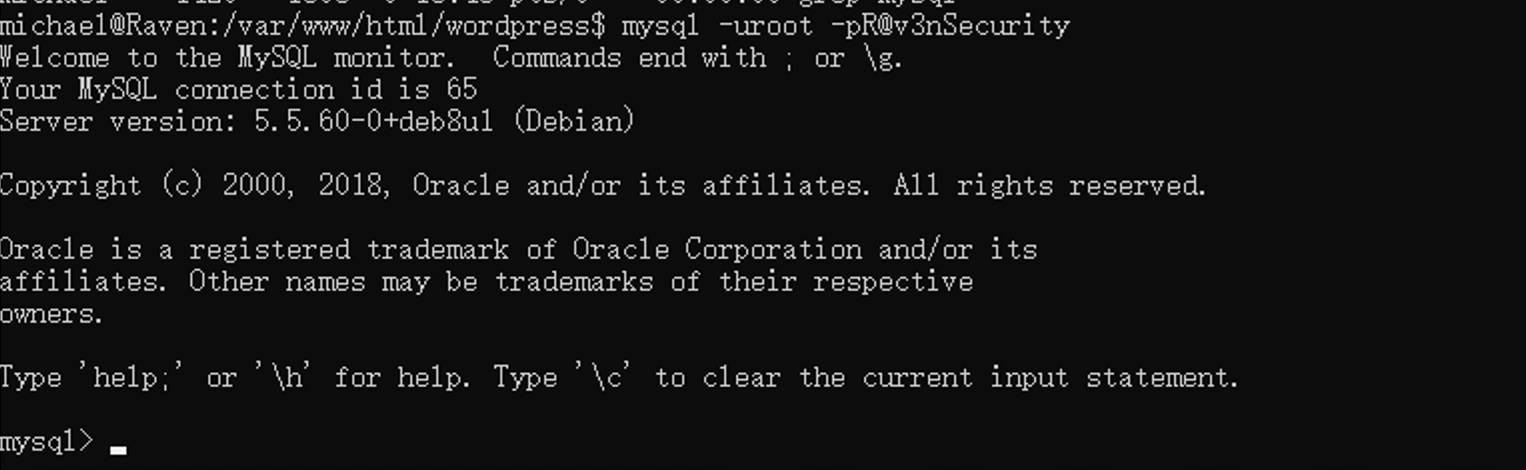 michael@Raven:/var/www/html/wordpress$ mysql -uroot -pR@v3nSecurity
Welcome to the MySQL monitor.  Commands end with ; or \g.
Your MySQL connection id is 65
Server version: 5.5.60-0+deb8u1 (Debian)
Copyright (c) 2000, 2018, Oracle and/or its affiliates. All rights reserved.
Oracle is a registered trademark of Oracle Corporation and/or its
affiliates. Other names may be trademarks of their respective
owners.
Type 'help;' or '\h' for help. Type '\c' to clear the current input statement.
mysql>